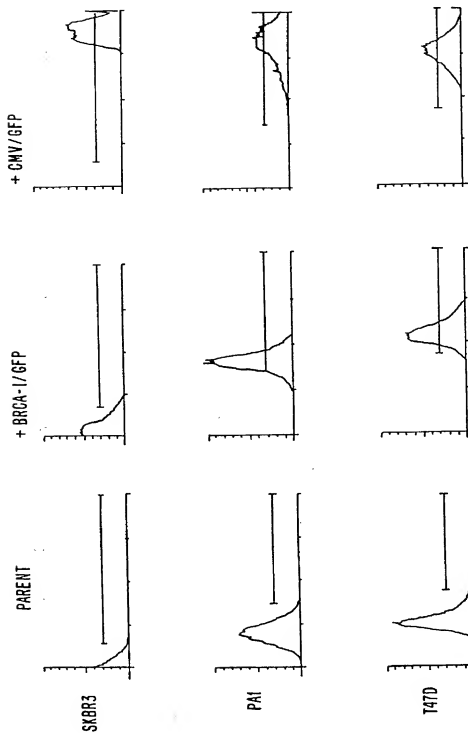 PARENT
+ BRCA-1/GFP
+ CMV/GFP
SKBR3
PA1
T47D